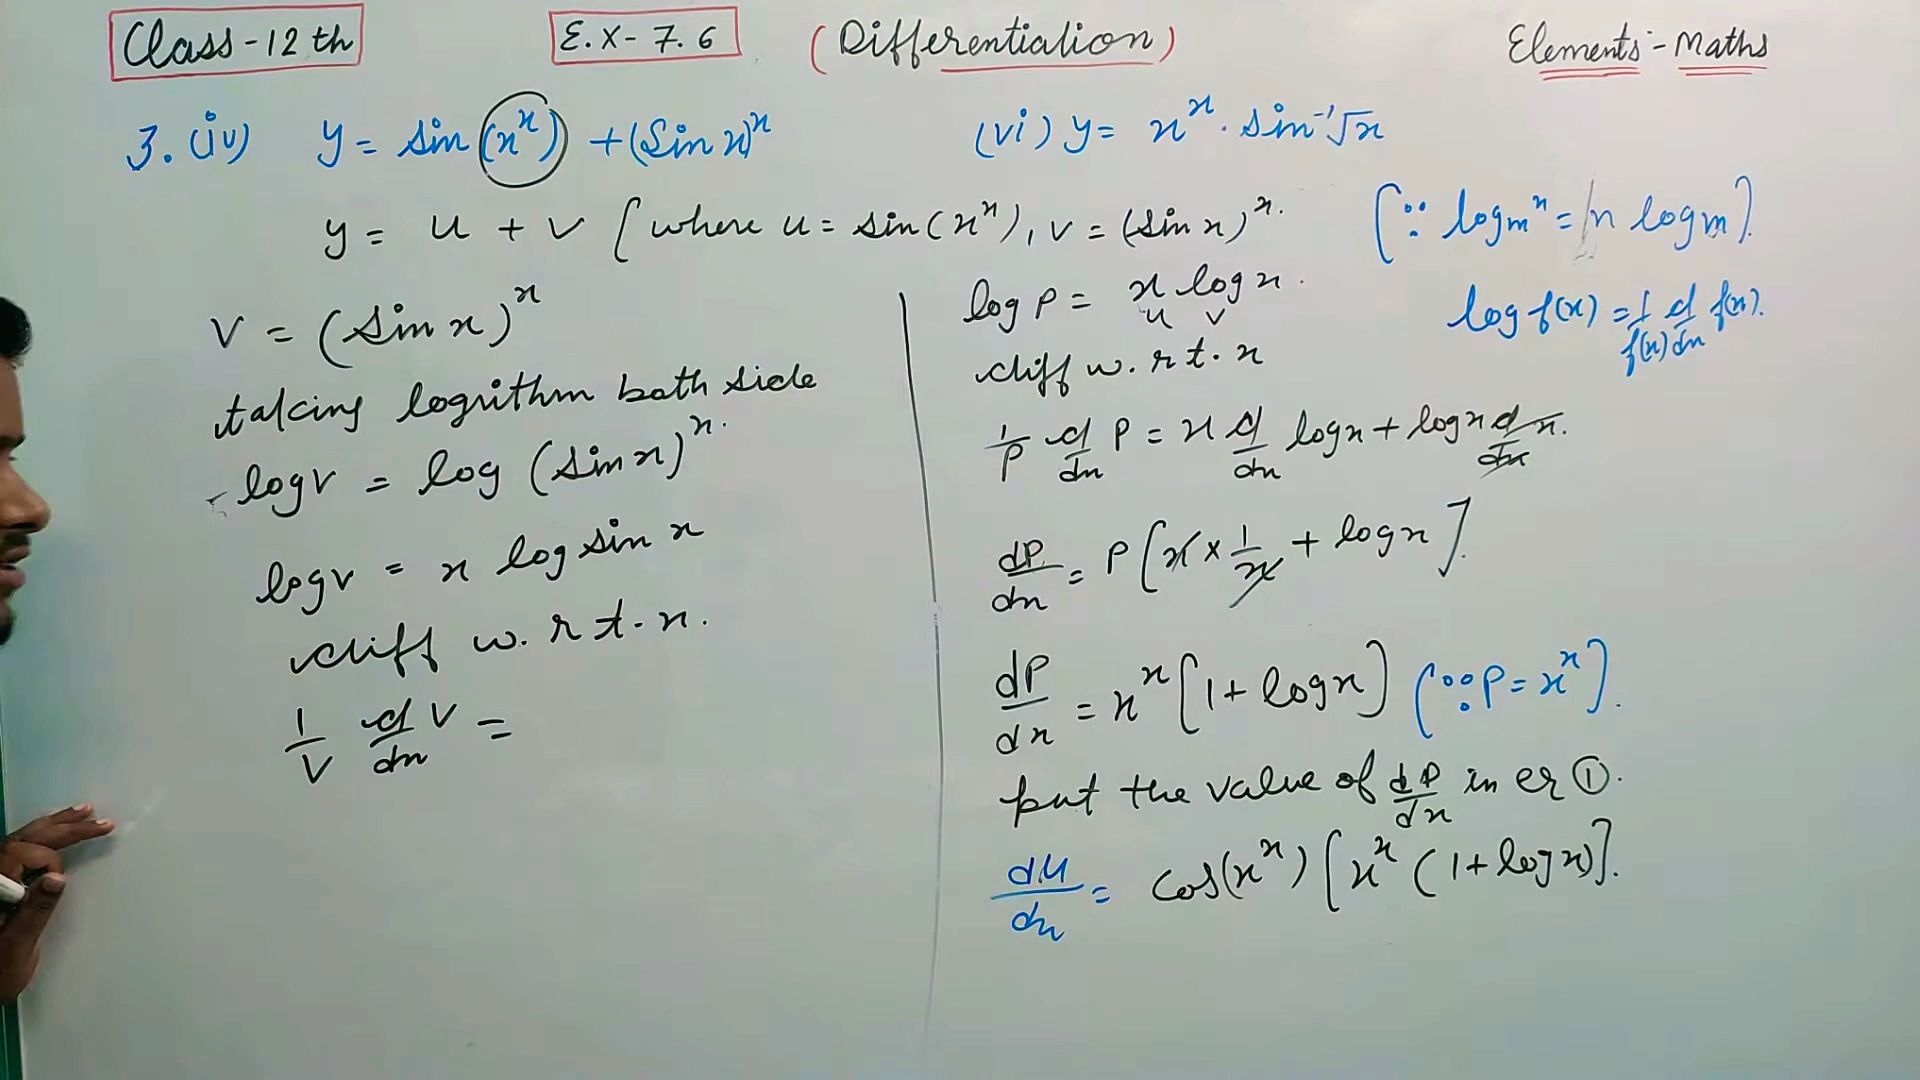 Class-12th E.x-7.6 (Differentiation) Elements-Maths
3. (iv) y = sin(x^x) + (Sin x)^x
(vi) y = x^x . sin⁻¹√x
y = u + v [where u = sin(x^x), v = (sin x)^x.
[∵ log m^n = n log m].
log f(x) = 1/f(x) d/dx f(x).
v = (sin x)^x
taking logrithm both side
log v = log (sin x)^x.
log v = x log sin x
diff w.r t.x.
1/v d/dx v =
log P = x log x.
u v
diff w.r t.x
1/P d/dx P = x d/dx log x + log x d/dx x.
dP/dx = P[x × 1/x + log x].
dP/dx = x^x [1 + log x] [∵ P = x^x].
put the value of dP/dx in er ①.
du/dx = cos(x^x) [x^x (1 + log x)].